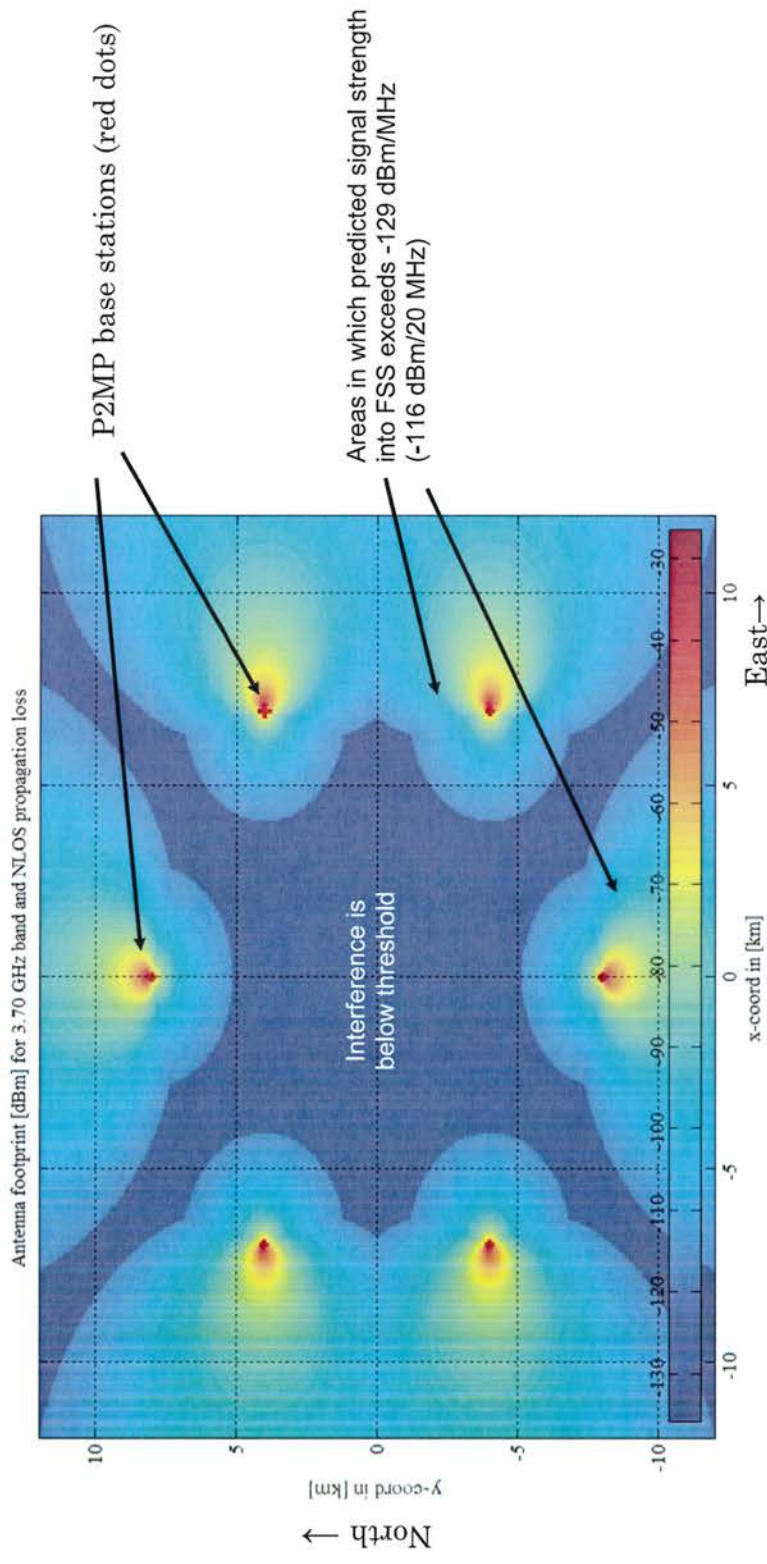 Antenna footprint [dBm] for 3.70 GHz band and NLOS propagation loss
P2MP base stations (red dots)
Areas in which predicted signal strength
into FSS exceeds -129 dBm/MHz
(-116 dBm/20 MHz)
Interference is
below threshold
North →
y-coord in [km]
10
5
0
-5
-10
-130
-120
-110
-100
-90
-80
-70
-60
-50
-40
-30
-10
-5
0
5
10
x-coord in [km]
East→